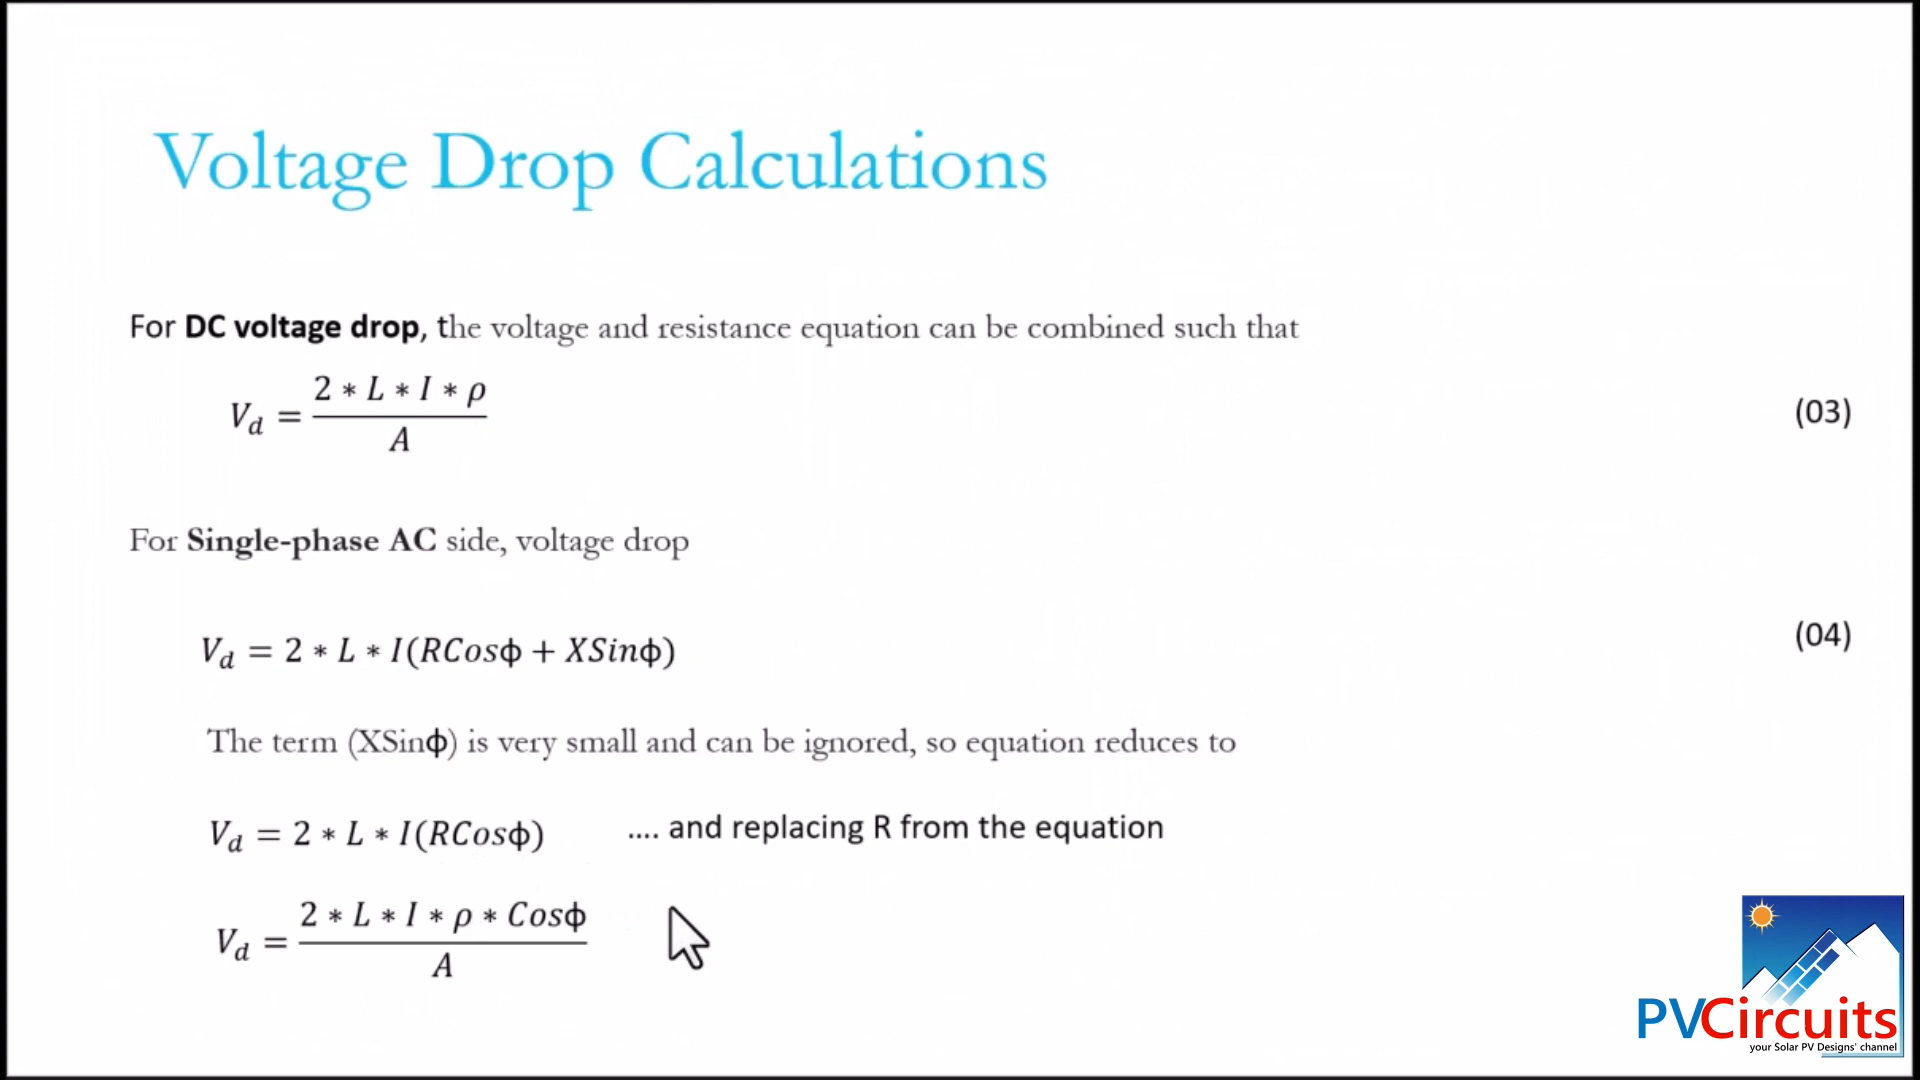 Voltage Drop Calculations
For DC voltage drop, the voltage and resistance equation can be combined such that
V_d = \frac{2 * L * I * ρ}{A} (03)
For Single-phase AC side, voltage drop
V_d = 2 * L * I(RCosϕ + XSinϕ) (04)
The term (XSinϕ) is very small and can be ignored, so equation reduces to
V_d = 2 * L * I(RCosϕ) .... and replacing R from the equation
V_d = \frac{2 * L * I * ρ * Cosϕ}{A}
PVCircuits
your Solar PV Designs' channel